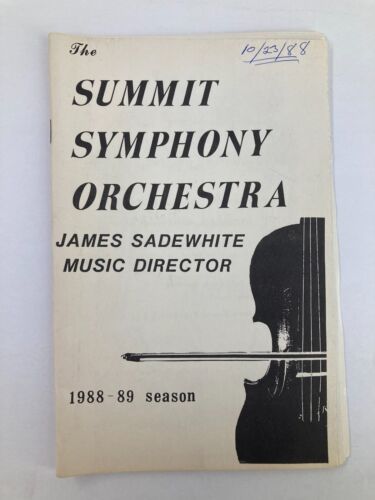 The
10/23/88
SUMMIT
SYMPHONY
ORCHESTRA
JAMES SADEWHITE
MUSIC DIRECTOR
1988-89 season